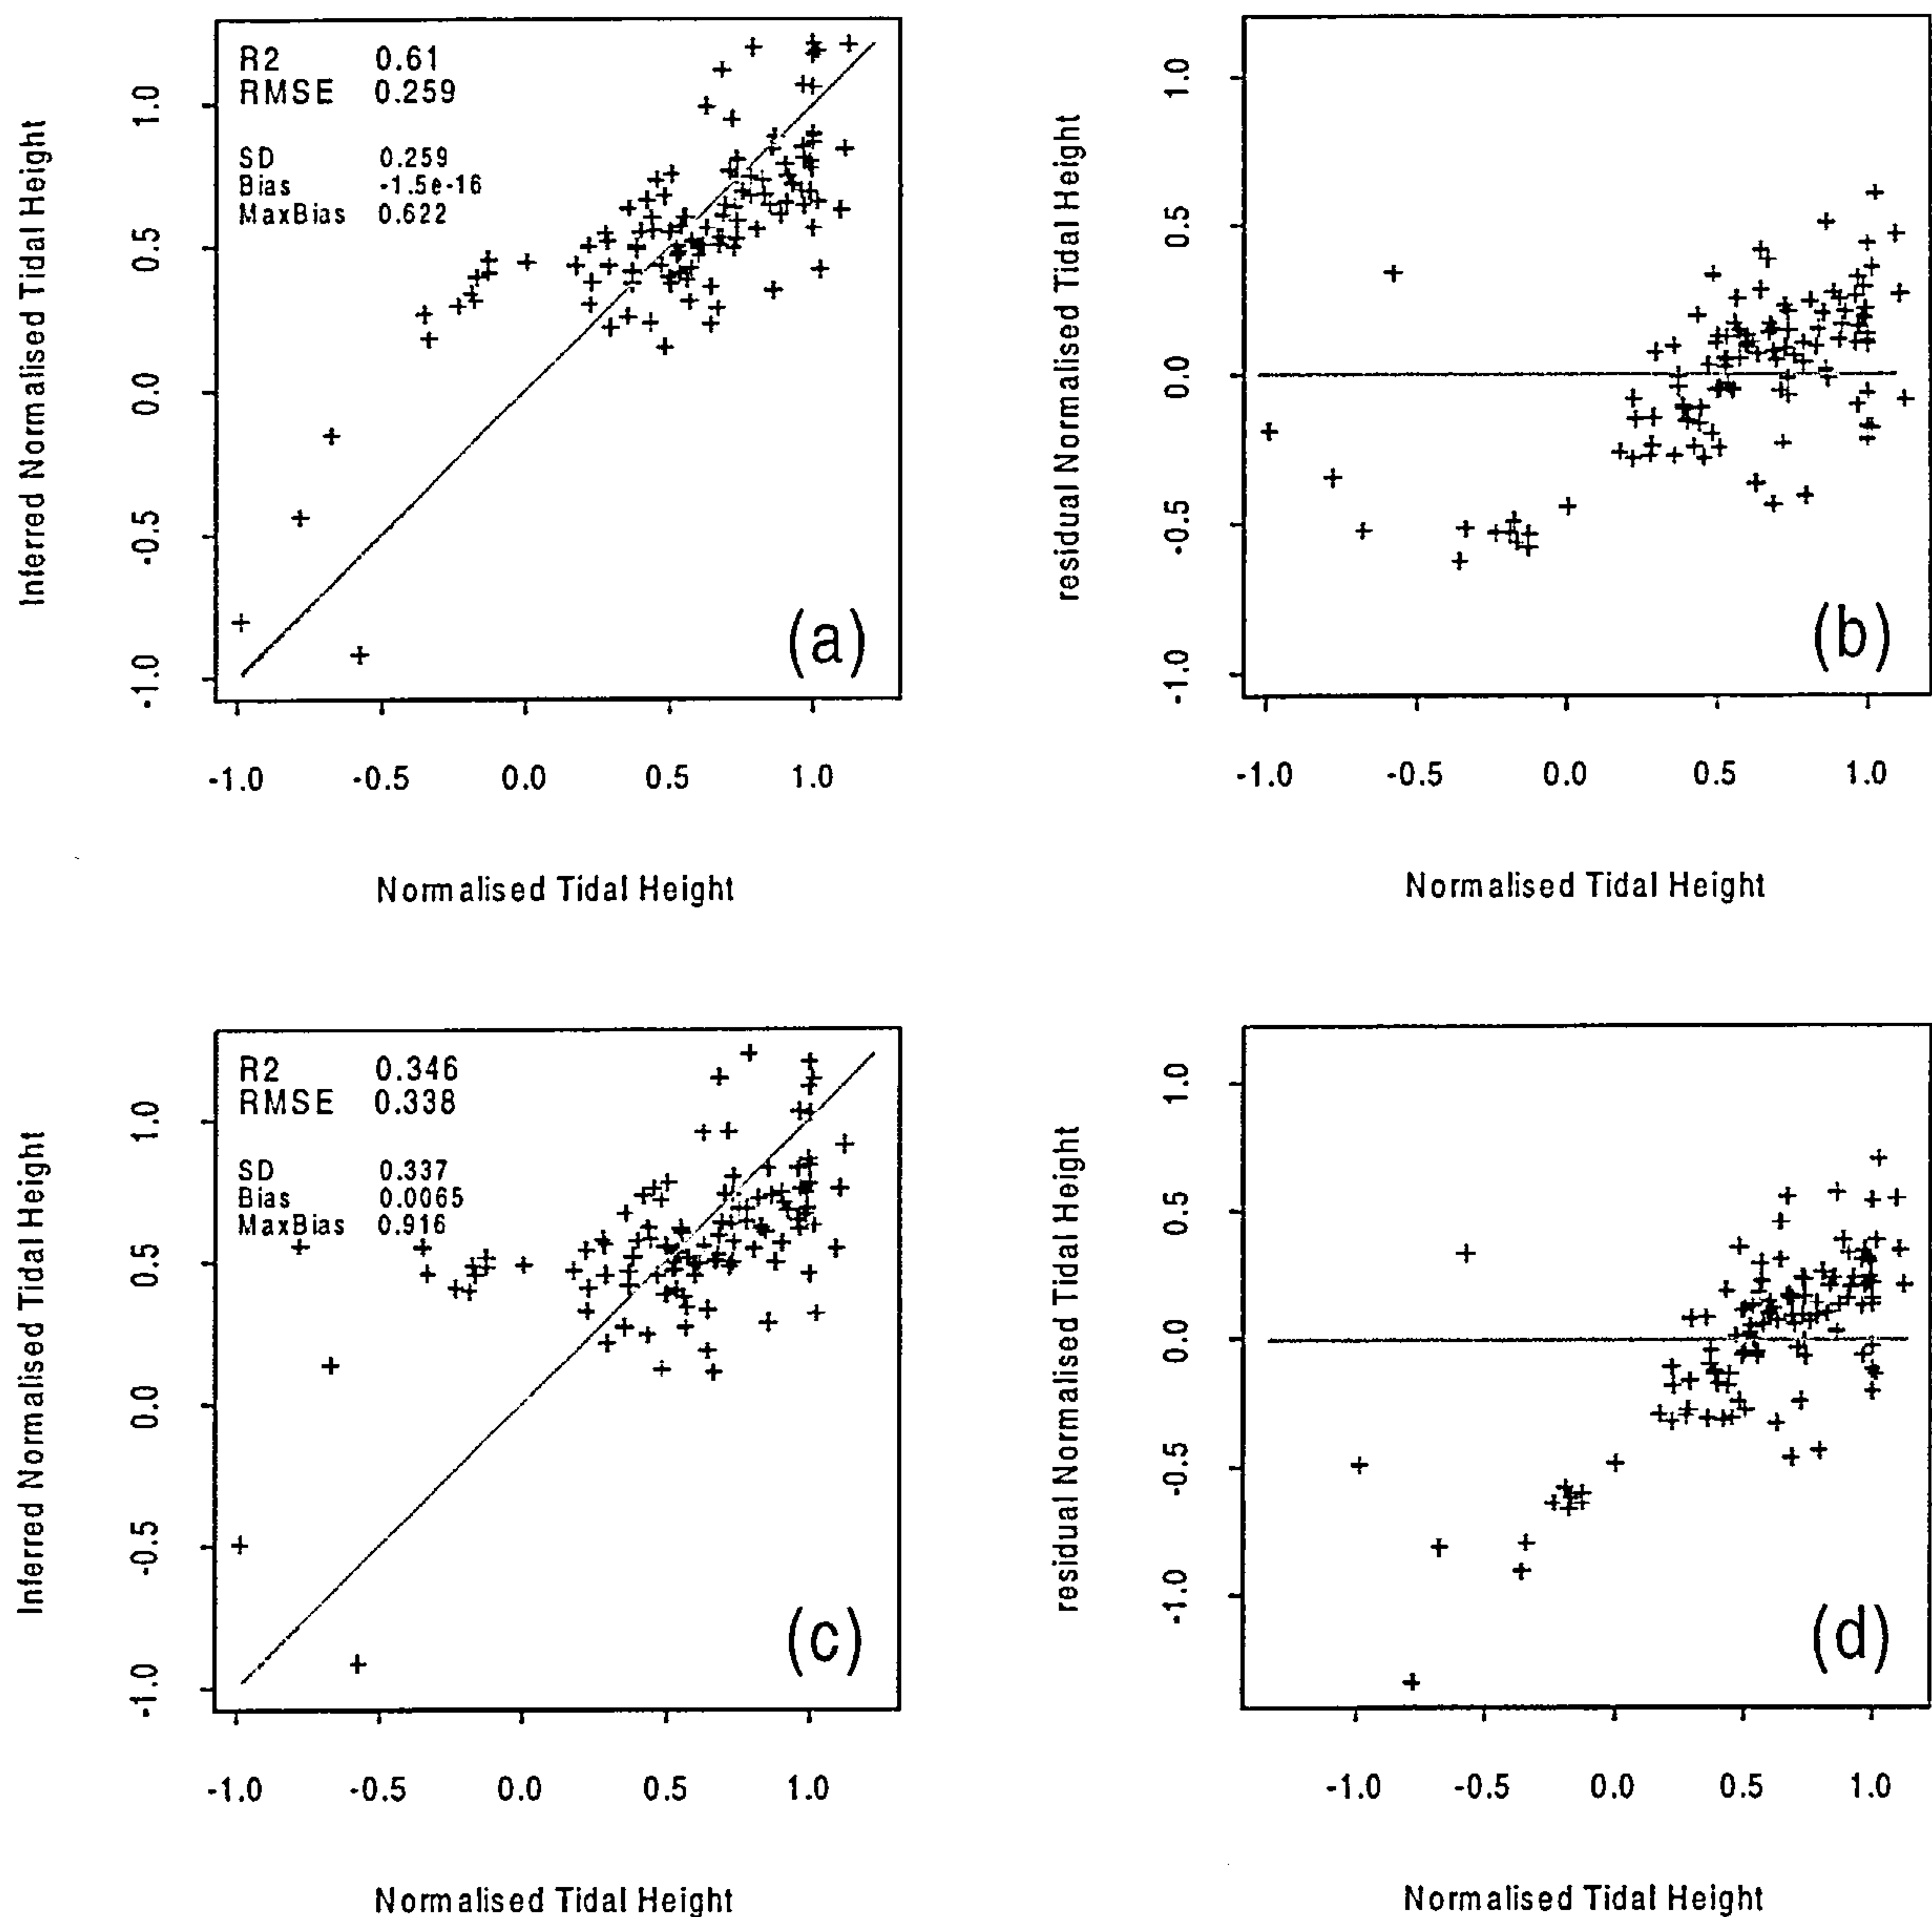 R2 0.61
RMSE 0.259
SD 0.259
Bias -1.5e-16
MaxBias 0.622
Inferred Normalised Tidal Height
1.0
0.5
0.0
-0.5
-1.0
(a)
-1.0 -0.5 0.0 0.5 1.0
Normalised Tidal Height
residual Normalised Tidal Height
1.0
0.5
0.0
-0.5
-1.0
(b)
-1.0 -0.5 0.0 0.5 1.0
Normalised Tidal Height
R2 0.346
RMSE 0.338
SD 0.337
Bias 0.0065
MaxBias 0.916
Inferred Normalised Tidal Height
1.0
0.5
0.0
-0.5
-1.0
(c)
-1.0 -0.5 0.0 0.5 1.0
Normalised Tidal Height
residual Normalised Tidal Height
1.0
0.5
0.0
-0.5
-1.0
(d)
-1.0 -0.5 0.0 0.5 1.0
Normalised Tidal Height